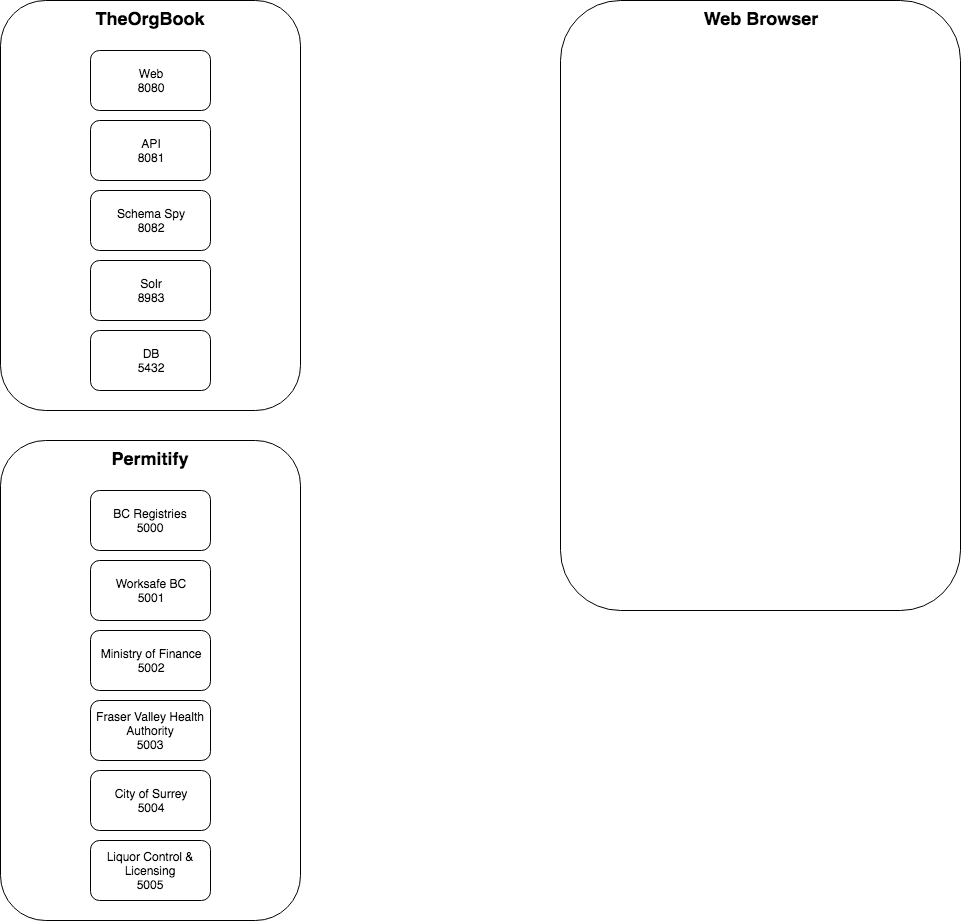 TheOrgBook
Web
8080
API
8081
Schema Spy
8082
Solr
8983
DB
5432
Permitify
BC Registries
5000
Worksafe BC
5001
Ministry of Finance
5002
Fraser Valley Health
Authority
5003
City of Surrey
5004
Liquor Control &
Licensing
5005
Web Browser